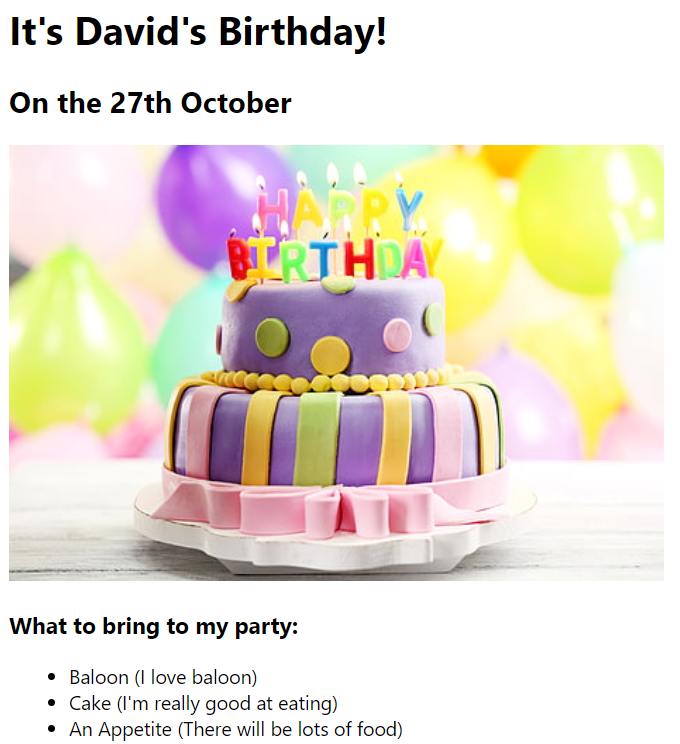 It's David's Birthday!
On the 27th October
HAPPY
BIRTHDAY
What to bring to my party:
Baloon (I love baloon)
Cake (I'm really good at eating)
An Appetite (There will be lots of food)